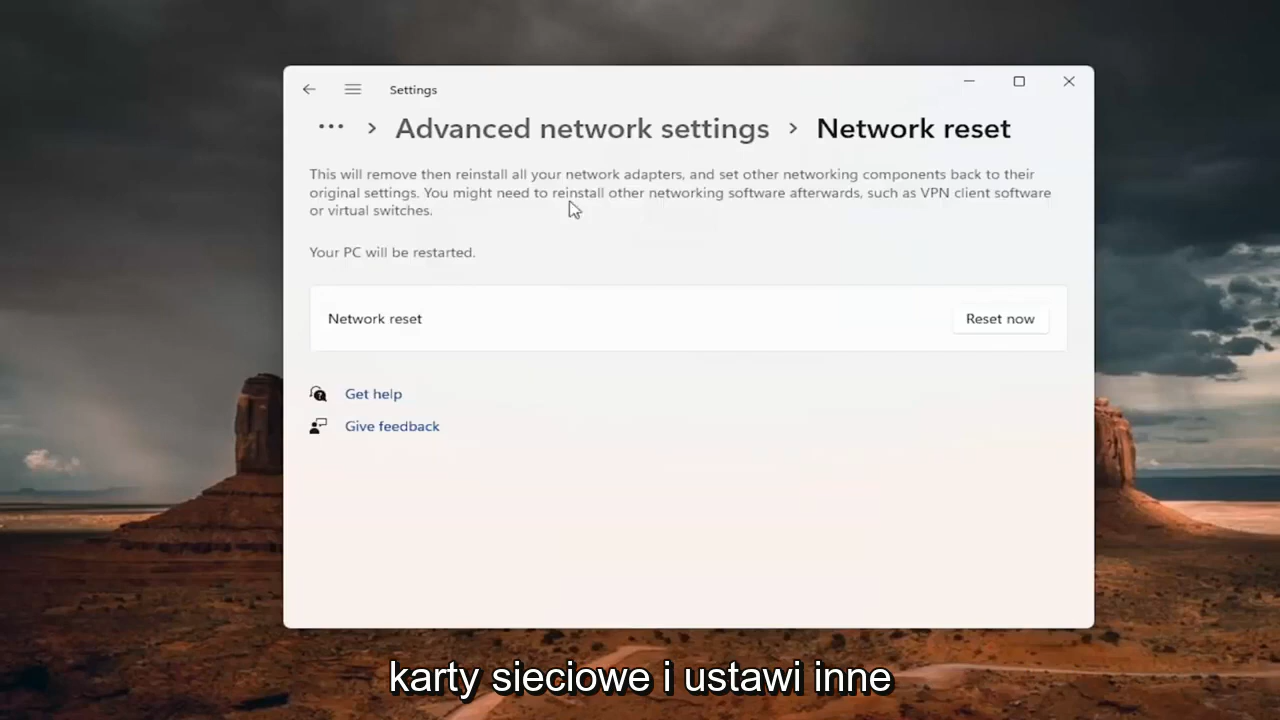 Settings
Advanced network settings
Network reset
This will remove then reinstall all your network adapters, and set other networking components back to their
original settings. You might need to reinstall other networking software afterwards, such as VPN client software
or virtual switches.
Your PC will be restarted.
Network reset
Reset now
Get help
Give feedback
karty sieciowe i ustawi inne